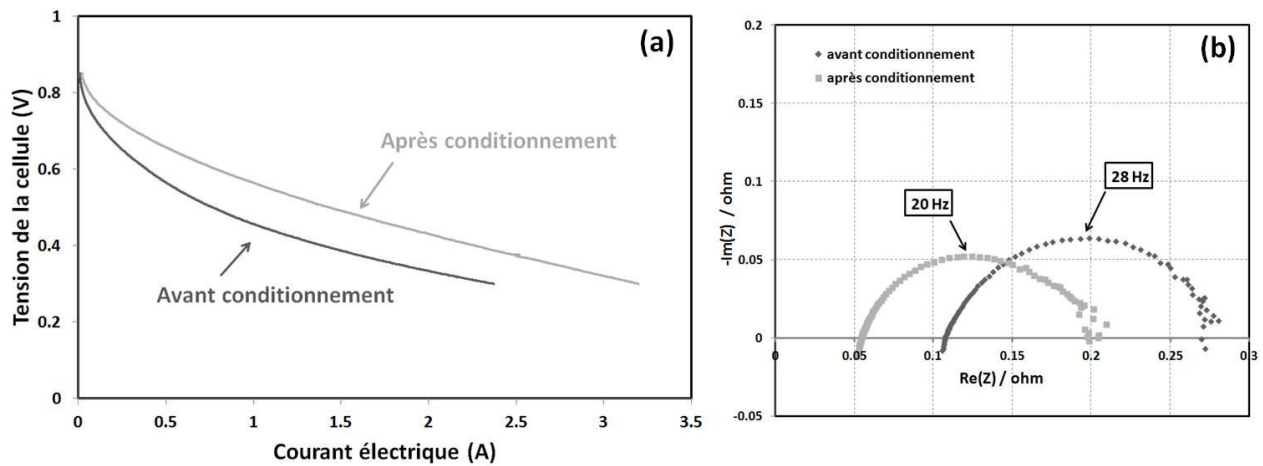 (a)
Tension de la cellule (V)
1
0.8
0.6
0.4
0.2
0
Après conditionnement
Avant conditionnement
0 0.5 1 1.5 2 2.5 3 3.5
Courant électrique (A)
(b)
avant conditionnement
après conditionnement
-Im(Z) / ohm
0.2
0.15
0.1
0.05
0
-0.05
20 Hz
28 Hz
0 0.05 0.1 0.15 0.2 0.25 0.3
Re(Z) / ohm